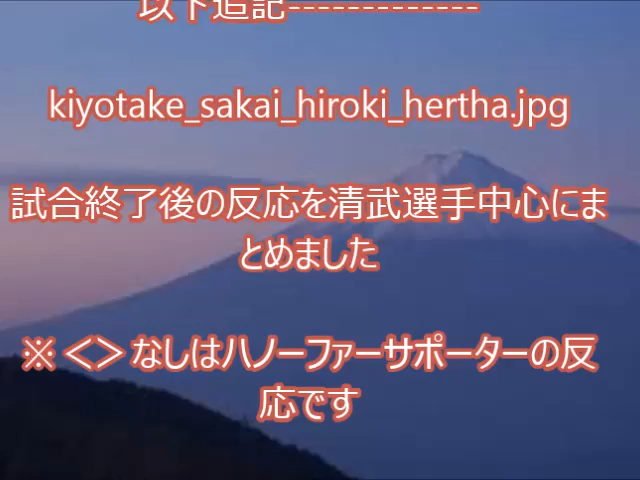 以下追記-------------
kiyotake_sakai_hiroki_hertha.jpg
試合終了後の反応を清武選手中心にま
とめました
※ <> なしはハノーファーサポーターの反
応です